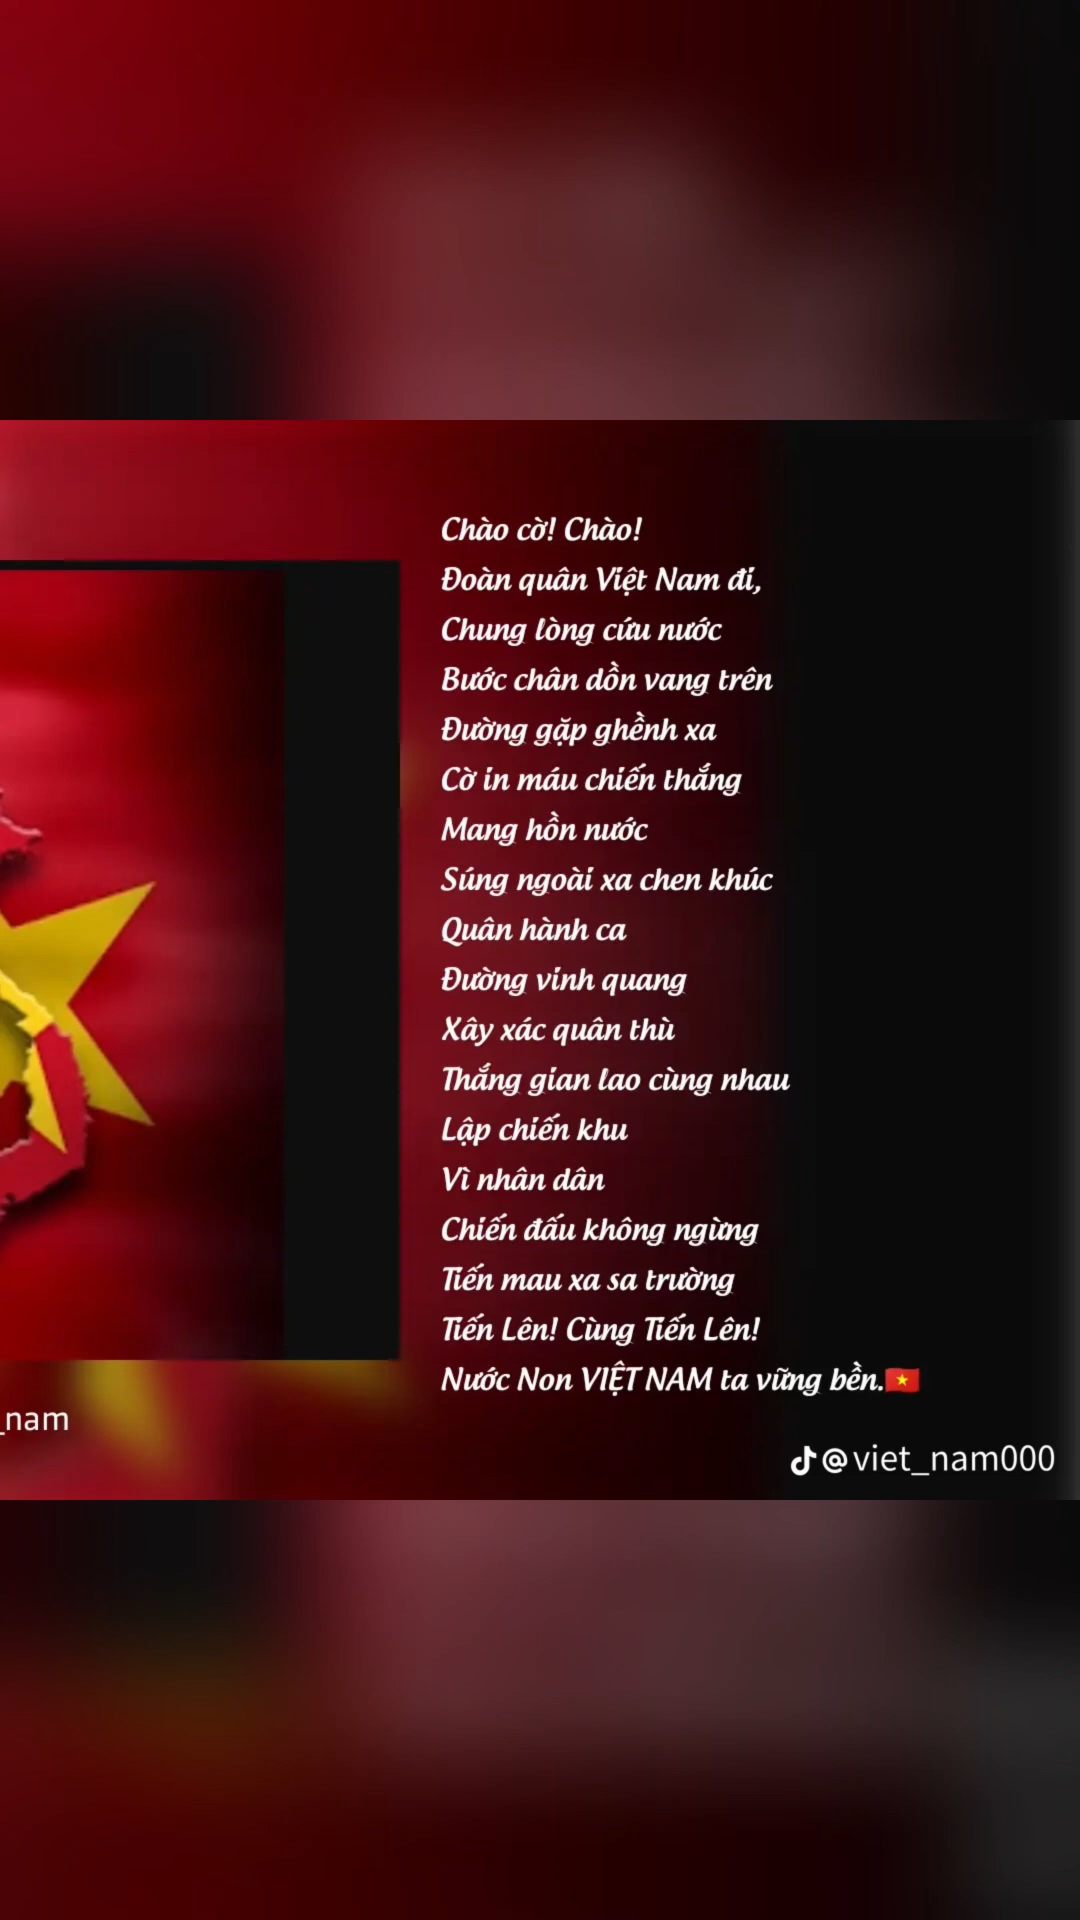 Chào cờ! Chào!
Đoàn quân Việt Nam đi,
Chung lòng cứu nước
Bước chân dồn vang trên
Đường gặp ghềnh xa
Cờ in máu chiến thắng
Mang hồn nước
Súng ngoài xa chen khúc
Quân hành ca
Đường vinh quang
Xây xác quân thù
Thắng gian lao cùng nhau
Lập chiến khu
Vì nhân dân
Chiến đấu không ngừng
Tiến mau xa sa trường
Tiến Lên! Cùng Tiến Lên!
Nước Non VIỆT NAM ta vững bền.🇻🇳
_nam
@viet_nam000